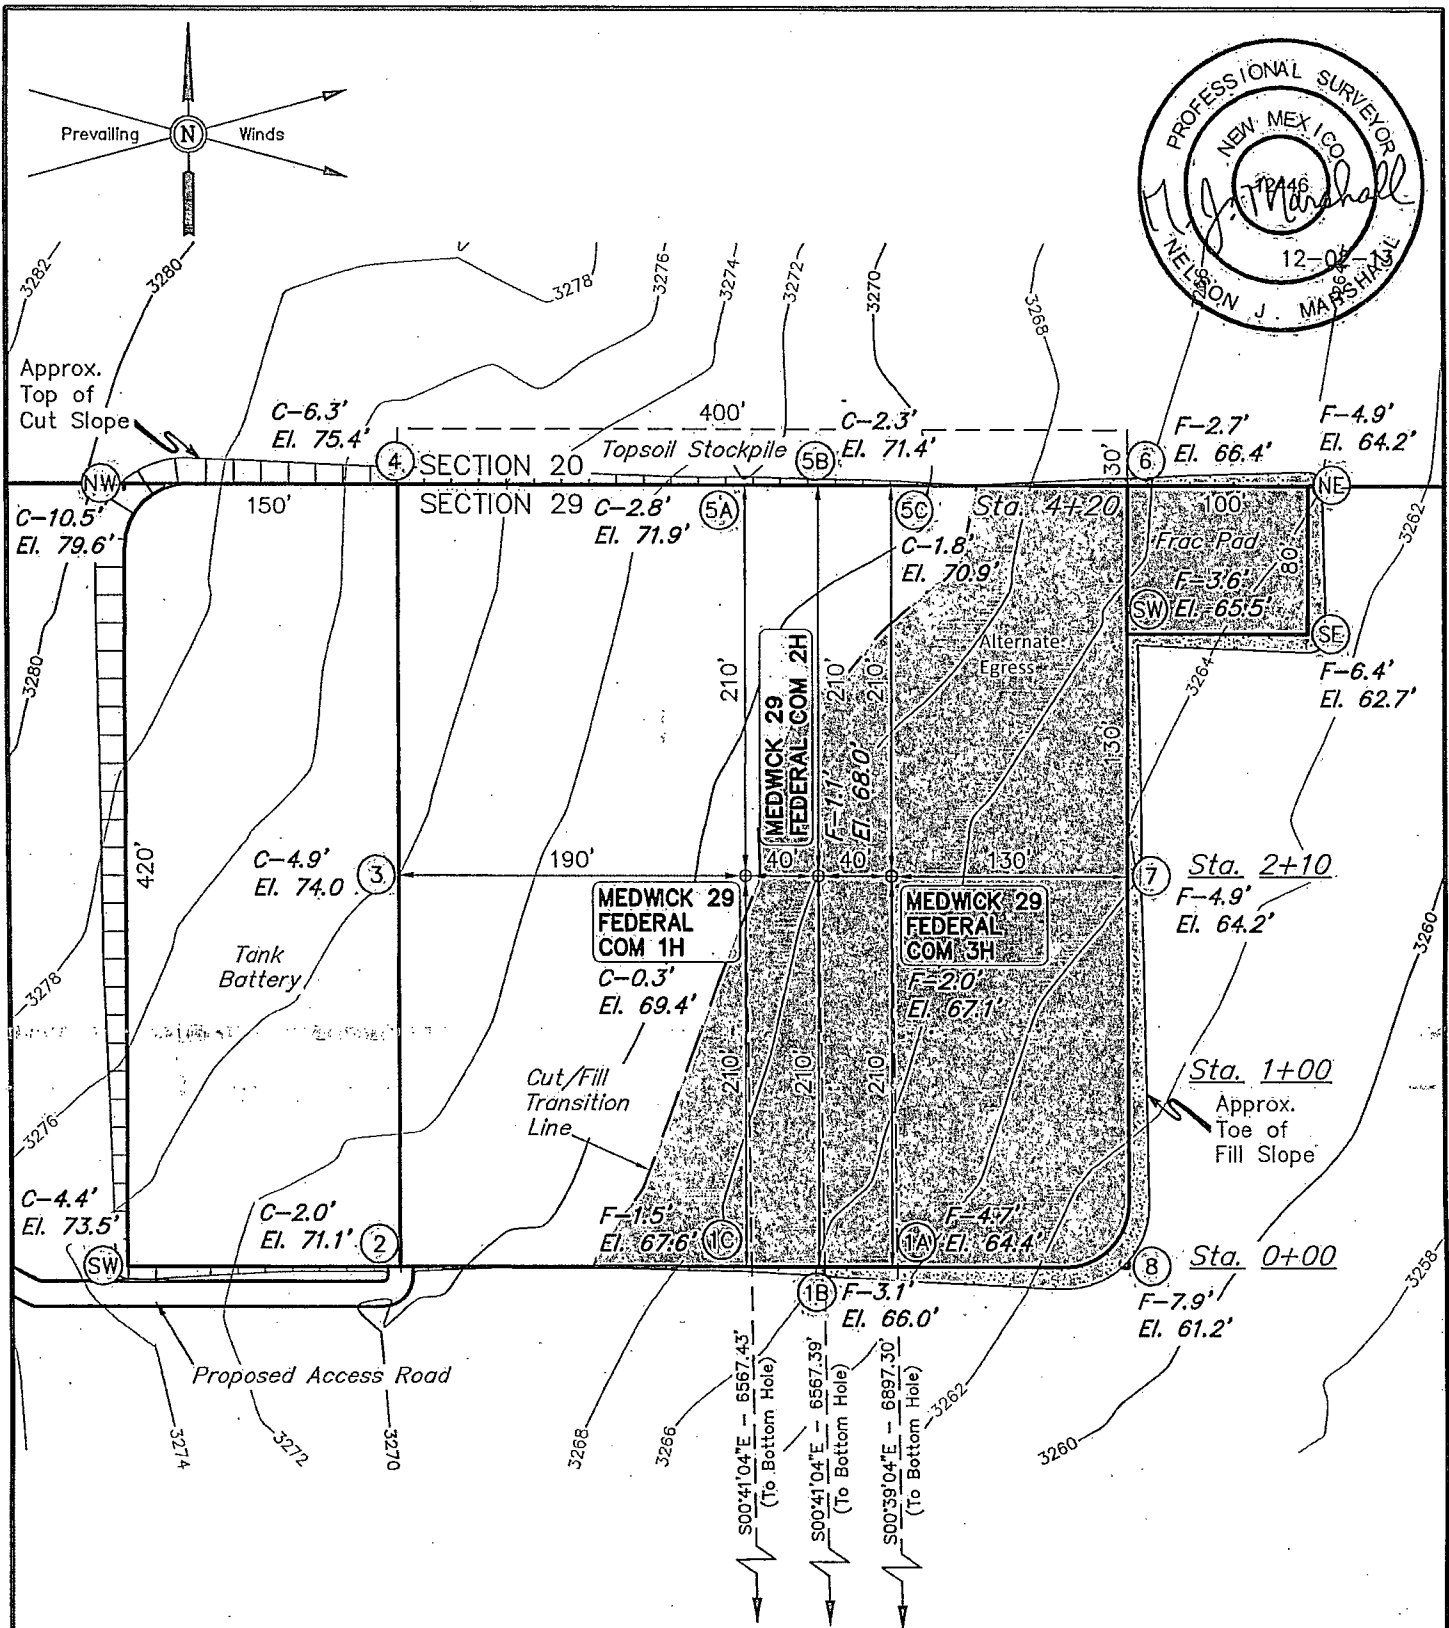 Prevailing
N
Winds
PROFESSIONAL SURVEYOR
NEW MEXICO
12446
N.J. Marshall
NELSON J. MARSHALL
3282
3280
3278
3276
3274
3272
3270
3268
3264
Approx.
Top of
Cut Slope
C-6.3'
El. 75.4'
4
400'
Topsoil Stockpile
5B
C-2.3'
El. 71.4'
30'
6
F-2.7'
El. 66.4'
F-4.9'
El. 64.2'
NE
NW
C-10.5'
El. 79.6'
150'
SECTION 20
SECTION 29
C-2.8'
El. 71.9'
5A
5C
C-1.8'
El. 70.9'
Sta. 4+20
100'
Frac Pad
80'
F-3.6'
El. 65.5'
SW
SE
F-6.4'
El. 62.7'
3262
3264
3280
Alternate
Egress
210'
MEDWICK 29
FEDERAL COM 2H
210'
F-1.1'
El. 68.0'
210'
130'
420'
C-4.9'
El. 74.0
3
190'
40'
40'
130'
7
Sta. 2+10
F-4.9'
El. 64.2'
MEDWICK 29
FEDERAL
COM 1H
C-0.3'
El. 69.4'
MEDWICK 29
FEDERAL
COM 3H
F-2.0'
El. 67.1'
Tank
Battery
3278
3260
Cut/Fill
Transition
Line
210'
210'
210'
Sta. 1+00
Approx.
Toe of
Fill Slope
3276
C-4.4'
El. 73.5'
SW
C-2.0'
El. 71.1'
2
F-1.5'
El. 67.6'
1C
1A
F-4.7'
El. 64.4'
8
Sta. 0+00
F-7.9'
El. 61.2'
1B
F-3.1'
El. 66.0'
3258
Proposed Access Road
3274
3272
3270
3268
3266
3262
3260
S00°41'04"E - 6567.43'
(To Bottom Hole)
S00°41'04"E - 6567.39'
(To Bottom Hole)
S00°39'04"E - 6897.30'
(To Bottom Hole)